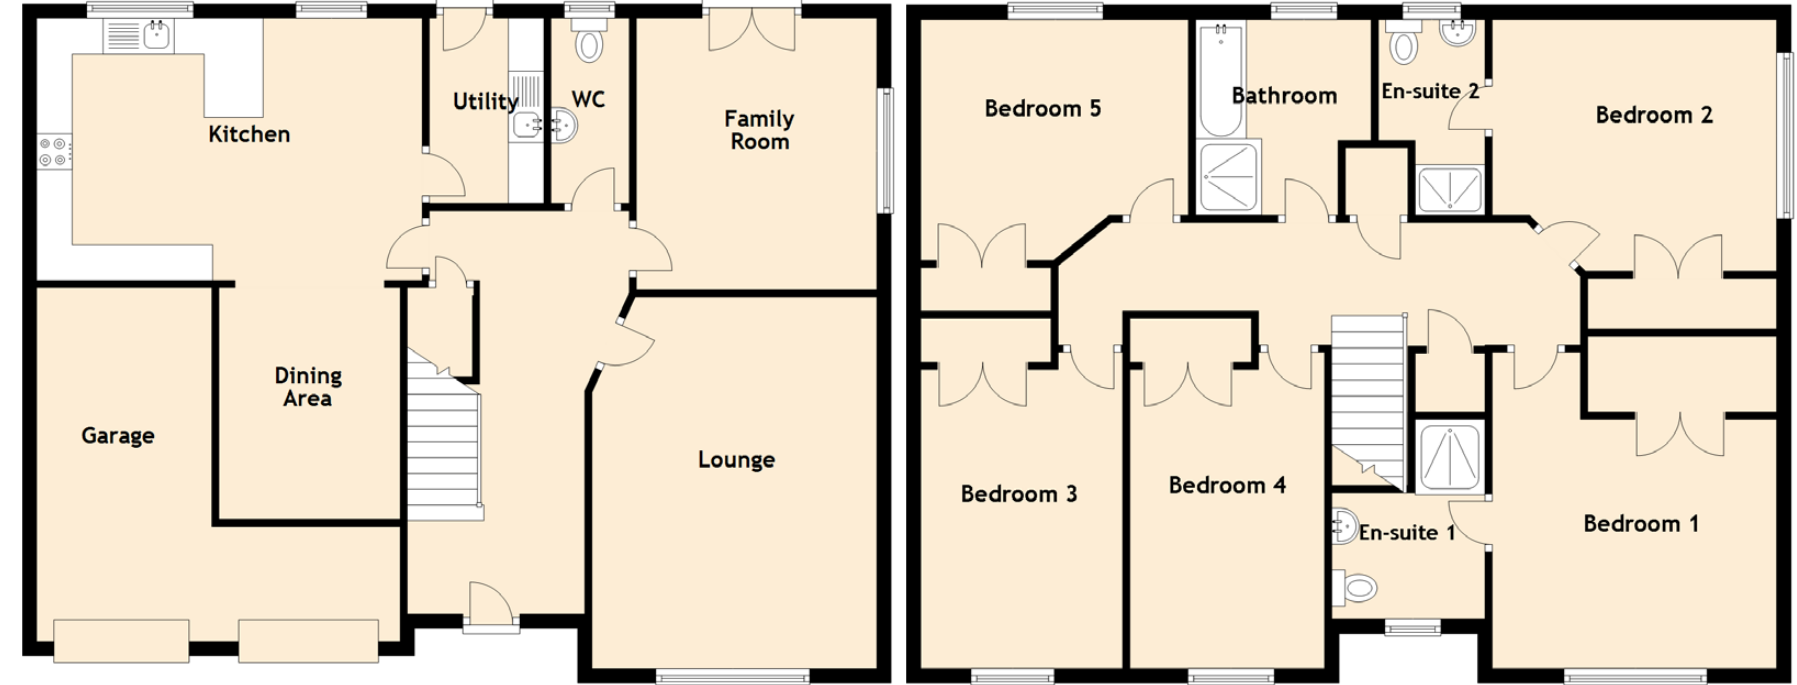 Kitchen
Utility
WC
Family
Room
Dining
Area
Garage
Lounge
Bedroom 5
Bathroom
En-suite 2
Bedroom 2
Bedroom 3
Bedroom 4
En-suite 1
Bedroom 1